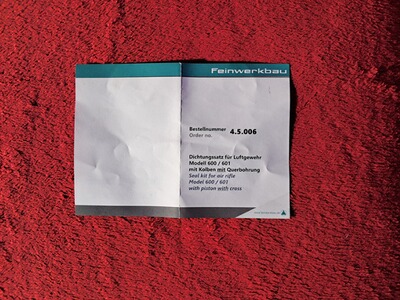 Feinwerkbau
Bestellnummer 4.5.006
Order no.
Dichtungssatz für Luftgewehr
Modell 600 / 601
mit Kolben mit Querbohrung
Seal kit for air rifle
Model 600 / 601
with piston with cross